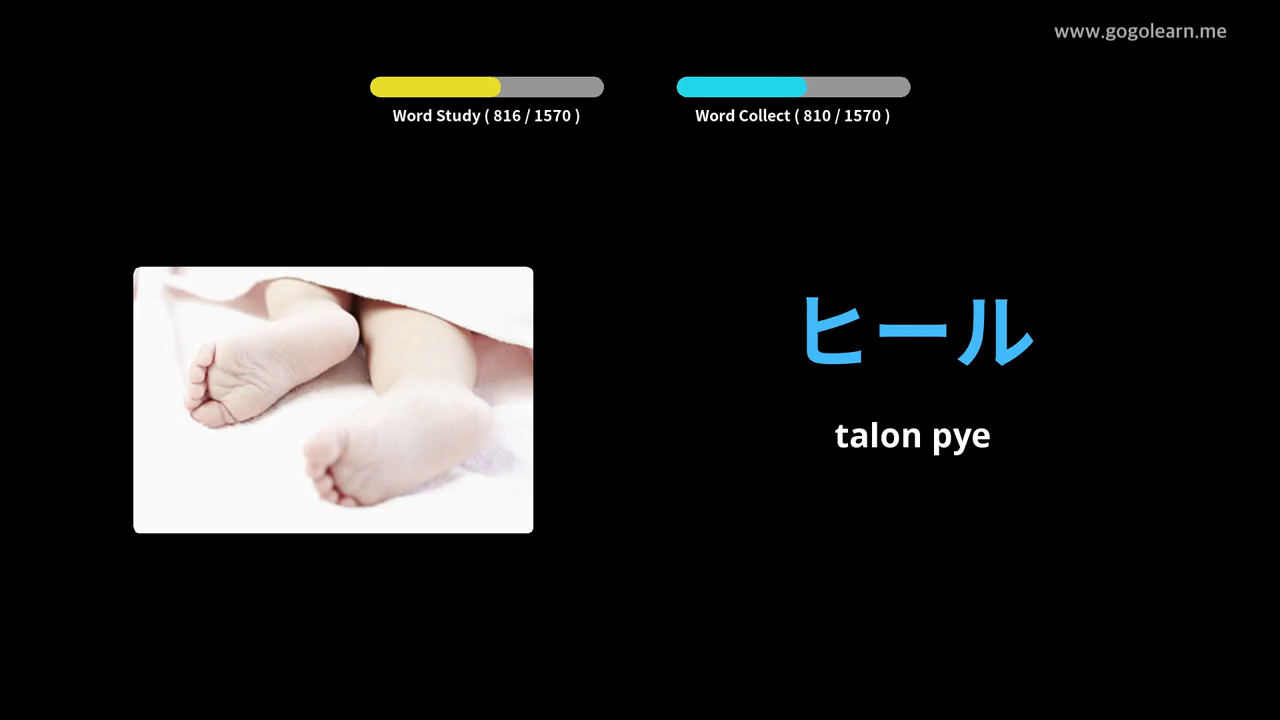 www.gogolearn.me
Word Study ( 816 / 1570 )
Word Collect ( 810 / 1570 )
ヒール
talon pye